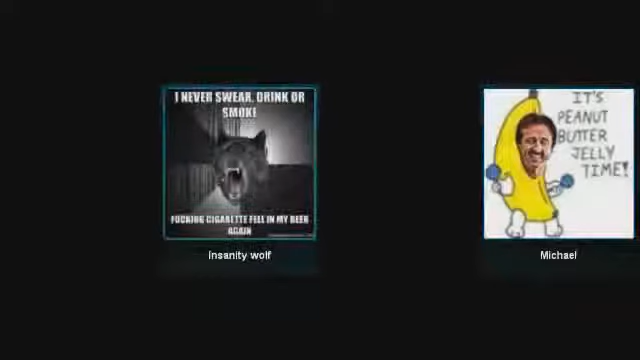 I NEVER SWEAR, DRINK OR
SMOKE
FUCKING CIGARETTE FELL IN MY BEER
AGAIN
Insanity wolf
IT'S
PEANUT
BUTTER
JELLY
TIME!
Michael